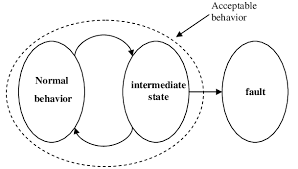 Acceptable
behavior
Normal
behavior
intermediate
state
fault